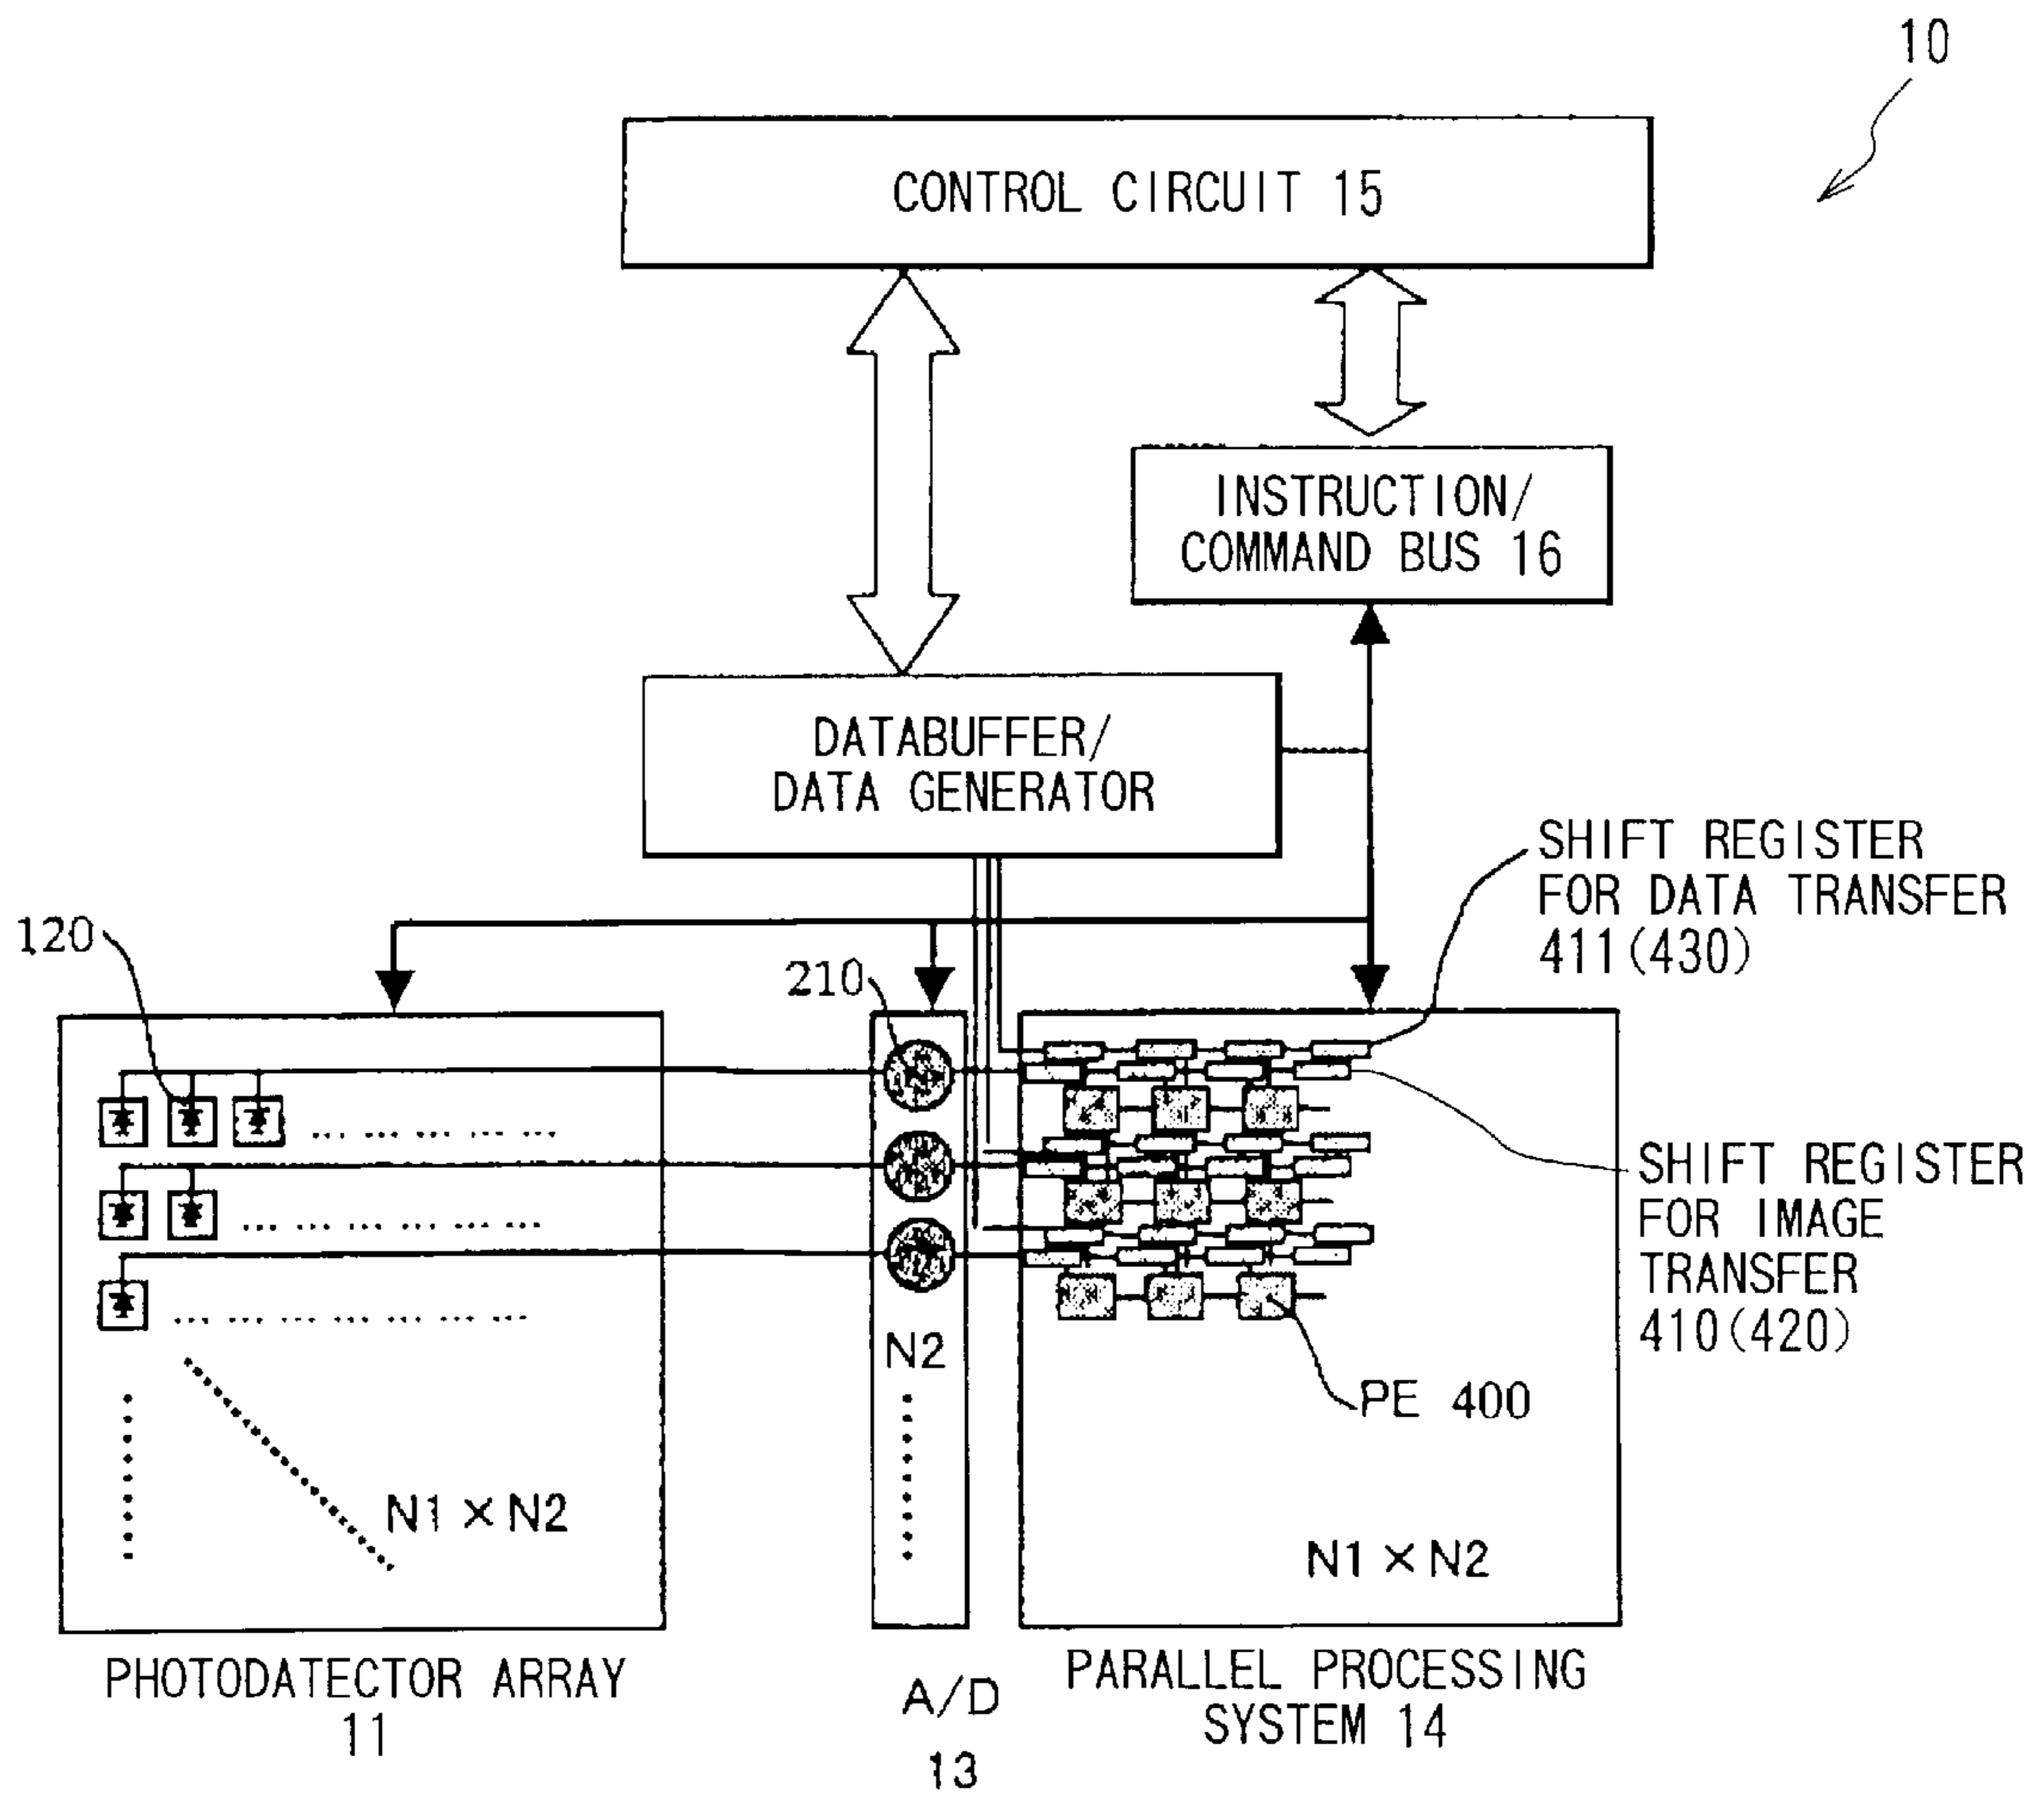 10
CONTROL CIRCUIT 15
INSTRUCTION/
COMMAND BUS 16
DATABUFFER/
DATA GENERATOR
SHIFT REGISTER
FOR DATA TRANSFER
411(430)
120
210
SHIFT REGISTER
FOR IMAGE
TRANSFER
410(420)
N2
PE 400
N1×N2
N1×N2
PHOTODATECTOR ARRAY
11
A/D
13
PARALLEL PROCESSING
SYSTEM 14